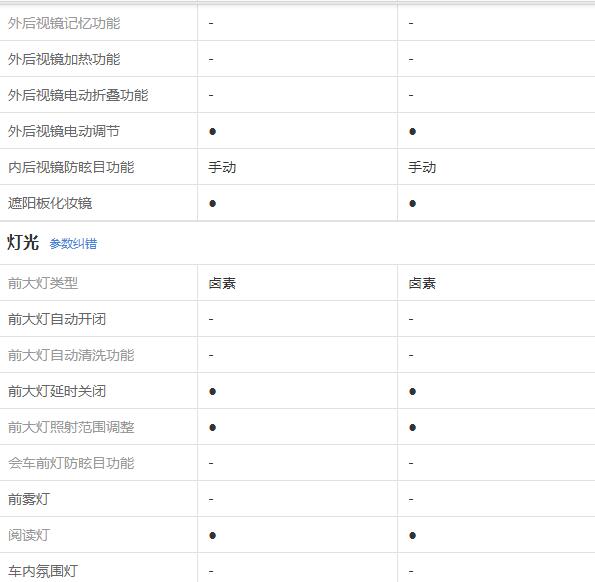 外后视镜记忆功能 - -
外后视镜加热功能 - -
外后视镜电动折叠功能 - -
外后视镜电动调节 ● ●
内后视镜防眩目功能 手动 手动
遮阳板化妆镜 ● ●
灯光 参数纠错
前大灯类型 卤素 卤素
前大灯自动开闭 - -
前大灯自动清洗功能 - -
前大灯延时关闭 ● ●
前大灯照射范围调整 ● ●
会车前灯防眩目功能 - -
前雾灯 - -
阅读灯 ● ●
车内氛围灯 - -